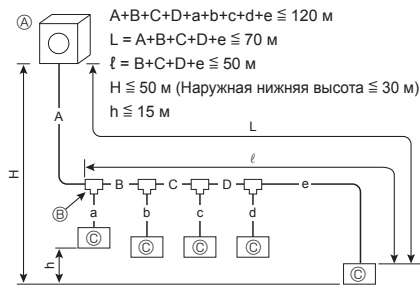 Ⓐ
A+B+C+D+a+b+c+d+e ≦ 120 м
L = A+B+C+D+e ≦ 70 м
ℓ = B+C+D+e ≦ 50 м
H ≦ 50 м (Наружная нижняя высота ≦ 30 м)
h ≦ 15 м
A
L
H
ℓ
B C D e
Ⓑ
a b c d
Ⓒ Ⓒ Ⓒ Ⓒ
h
Ⓒ